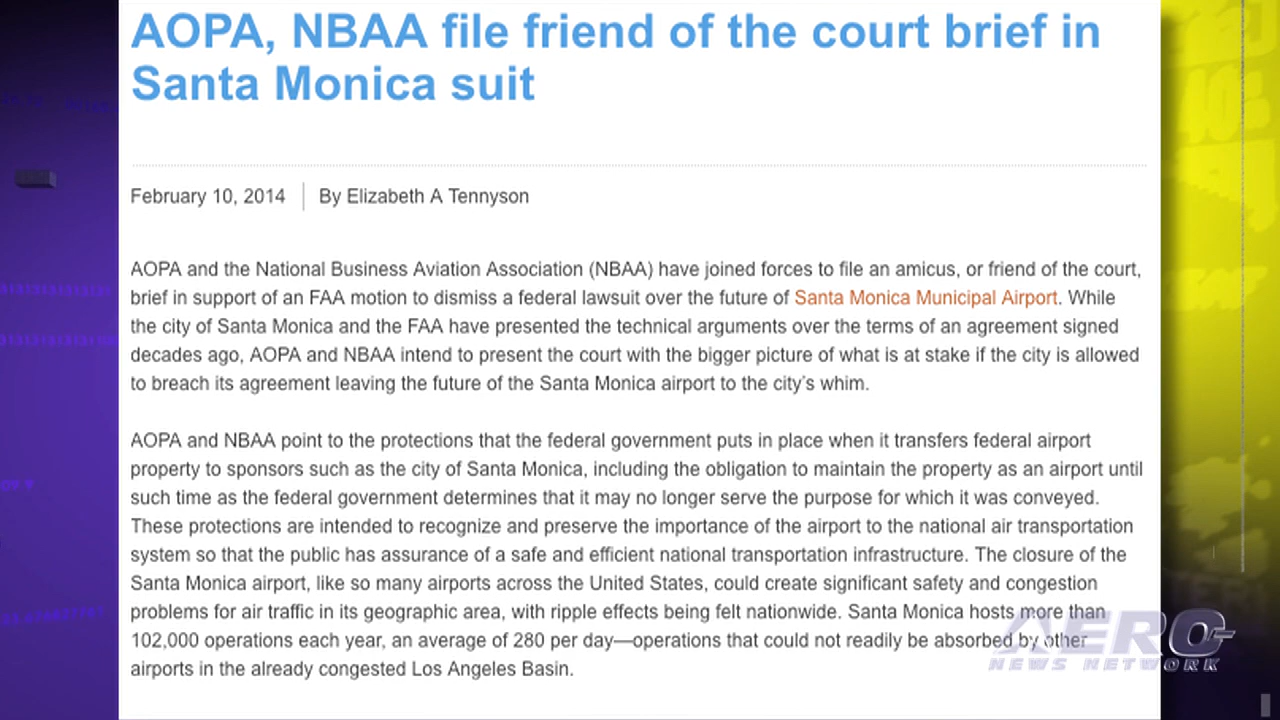 AOPA, NBAA file friend of the court brief in
Santa Monica suit
February 10, 2014 By Elizabeth A Tennyson
AOPA and the National Business Aviation Association (NBAA) have joined forces to file an amicus, or friend of the court,
brief in support of an FAA motion to dismiss a federal lawsuit over the future of Santa Monica Municipal Airport. While
the city of Santa Monica and the FAA have presented the technical arguments over the terms of an agreement signed
decades ago, AOPA and NBAA intend to present the court with the bigger picture of what is at stake if the city is allowed
to breach its agreement leaving the future of the Santa Monica airport to the city’s whim.
AOPA and NBAA point to the protections that the federal government puts in place when it transfers federal airport
property to sponsors such as the city of Santa Monica, including the obligation to maintain the property as an airport until
such time as the federal government determines that it may no longer serve the purpose for which it was conveyed.
These protections are intended to recognize and preserve the importance of the airport to the national air transportation
system so that the public has assurance of a safe and efficient national transportation infrastructure. The closure of the
Santa Monica airport, like so many airports across the United States, could create significant safety and congestion
problems for air traffic in its geographic area, with ripple effects being felt nationwide. Santa Monica hosts more than
102,000 operations each year, an average of 280 per day—operations that could not readily be absorbed by other
airports in the already congested Los Angeles Basin.
AERO
NEWS NETWORK